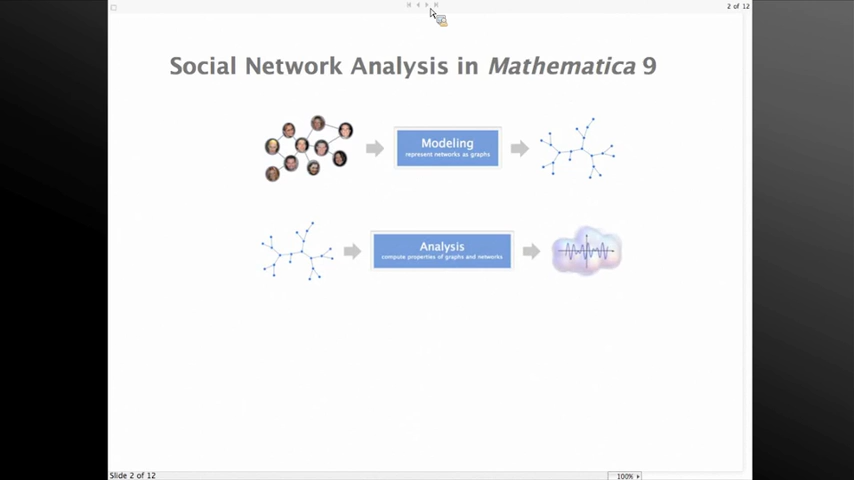 2 of 12
Social Network Analysis in Mathematica 9
Modeling
represent networks as graphs
Analysis
compute properties of graphs and networks
Slide 2 of 12
100%